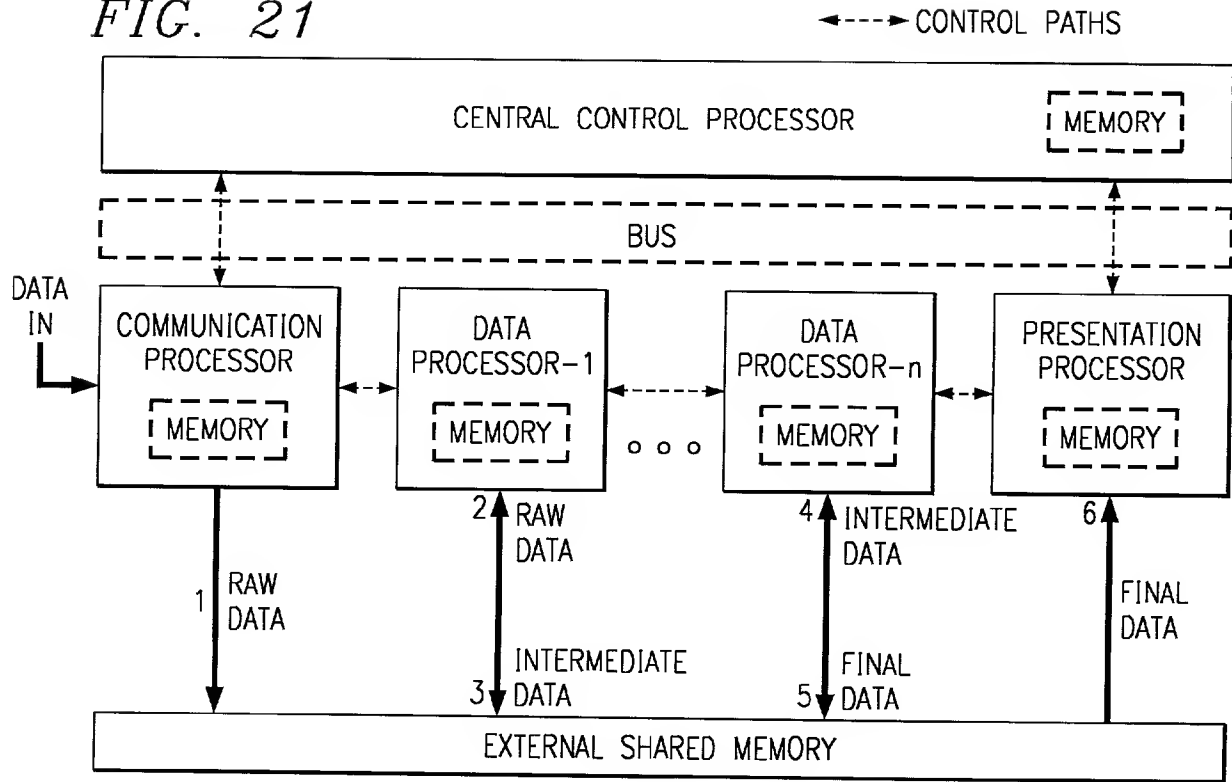 FIG. 21
CONTROL PATHS
CENTRAL CONTROL PROCESSOR
MEMORY
BUS
DATA
IN
COMMUNICATION
PROCESSOR
MEMORY
DATA
PROCESSOR-1
MEMORY
DATA
PROCESSOR-n
MEMORY
PRESENTATION
PROCESSOR
MEMORY
1 RAW
DATA
2 RAW
DATA
3 INTERMEDIATE
DATA
4 INTERMEDIATE
DATA
5 FINAL
DATA
6
FINAL
DATA
EXTERNAL SHARED MEMORY